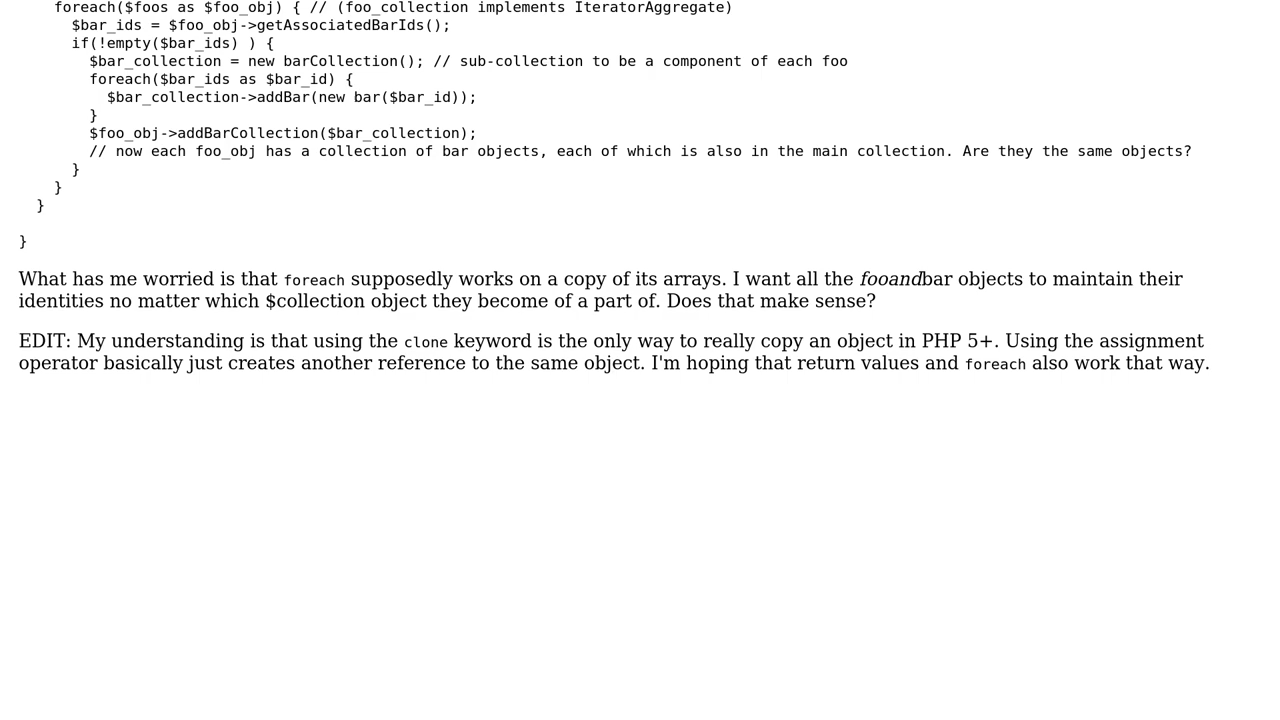 foreach($foos as $foo_obj) { // (foo_collection implements IteratorAggregate)
$bar_ids = $foo_obj->getAssociatedBarIds();
if(!empty($bar_ids) ) {
$bar_collection = new barCollection(); // sub-collection to be a component of each foo
foreach($bar_ids as $bar_id) {
$bar_collection->addBar(new bar($bar_id));
}
$foo_obj->addBarCollection($bar_collection);
// now each foo_obj has a collection of bar objects, each of which is also in the main collection. Are they the same objects?
}
}
}
}
What has me worried is that foreach supposedly works on a copy of its arrays. I want all the fooandbar objects to maintain their
identities no matter which $collection object they become of a part of. Does that make sense?
EDIT: My understanding is that using the clone keyword is the only way to really copy an object in PHP 5+. Using the assignment
operator basically just creates another reference to the same object. I'm hoping that return values and foreach also work that way.